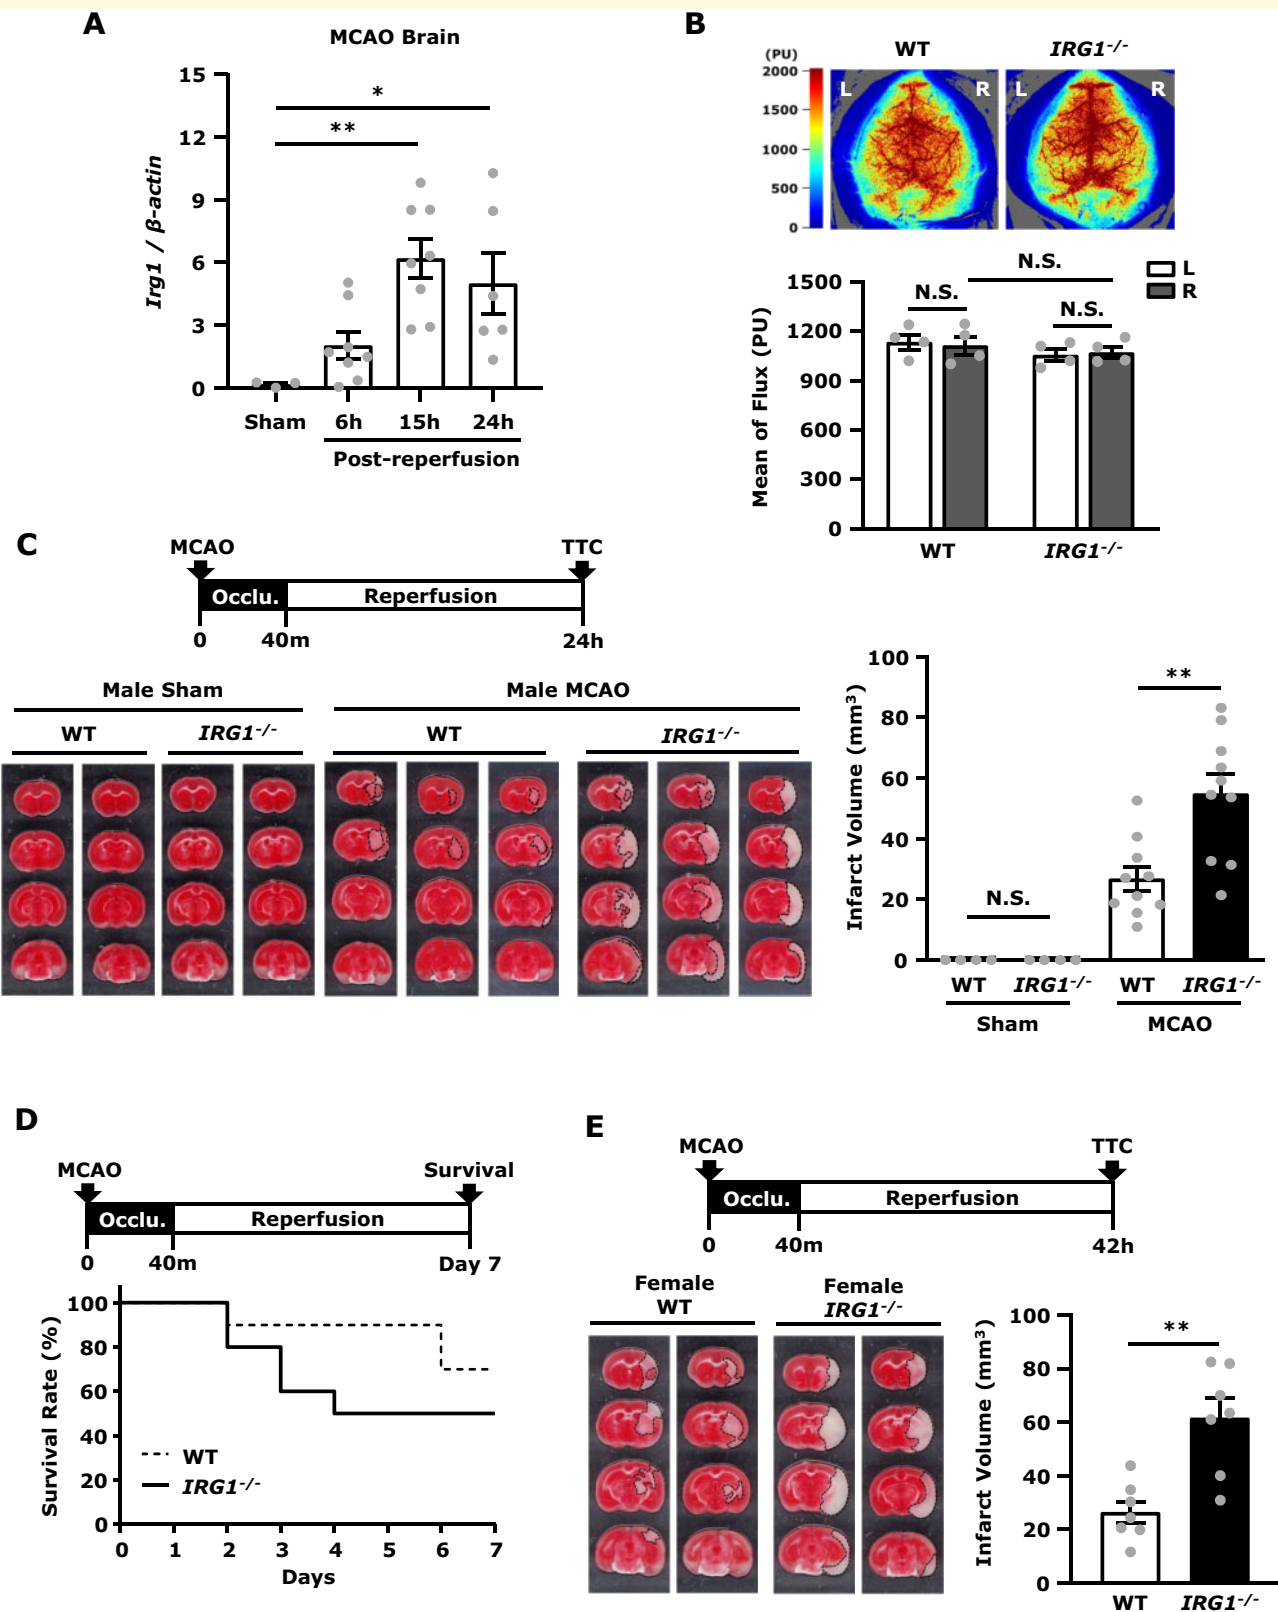 A
MCAO Brain
Irg1 / β-actin
15
12
9
6
3
0
*
**
Sham
6h
15h
24h
Post-reperfusion
B
(PU)
2000
1500
1000
500
0
WT
IRG1-/-
L
R
L
R
Mean of Flux (PU)
1500
1200
900
600
300
0
N.S.
N.S.
N.S.
L
R
WT
IRG1-/-
C
MCAO
TTC
Occlu.
Reperfusion
0
40m
24h
Male Sham
Male MCAO
WT
IRG1-/-
WT
IRG1-/-
Infarct Volume (mm³)
100
80
60
40
20
0
N.S.
**
WT
IRG1-/-
WT
IRG1-/-
Sham
MCAO
D
MCAO
Survival
Occlu.
Reperfusion
0
40m
Day 7
Survival Rate (%)
100
80
60
40
20
0
WT
IRG1-/-
0 1 2 3 4 5 6 7
Days
E
MCAO
TTC
Occlu.
Reperfusion
0
40m
42h
Female
WT
Female
IRG1-/-
Infarct Volume (mm³)
100
80
60
40
20
0
**
WT
IRG1-/-